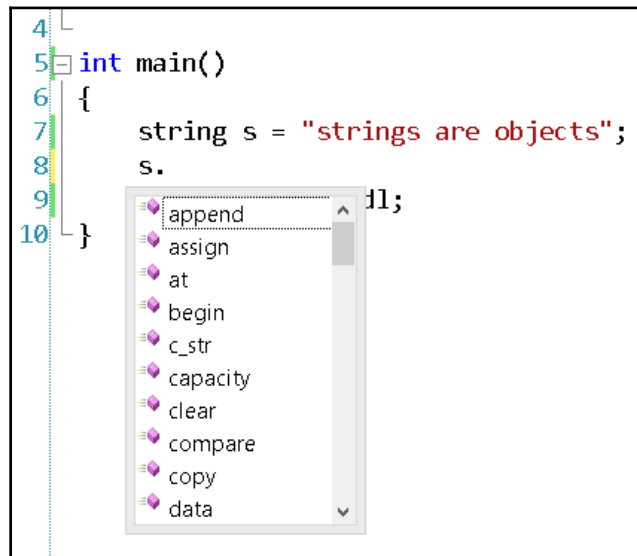 4
5 int main()
6 {
7 string s = "strings are objects";
8 s.
9 dl;
10 }
append
assign
at
begin
c_str
capacity
clear
compare
copy
data